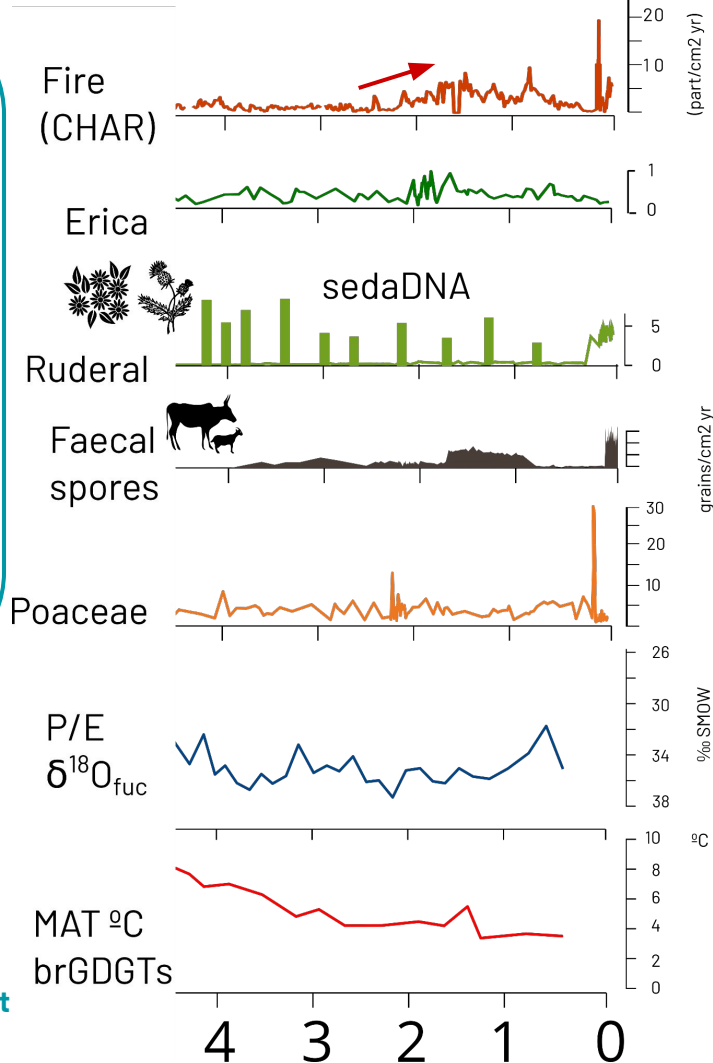 20
10
(part/cm2 yr)
Fire
(CHAR)
1
0
Erica
sedaDNA
5
0
Ruderal
Faecal
spores
grains/cm2 yr
30
20
10
Poaceae
26
30
34
38
‰ SMOW
P/E
δ¹⁸Ofuc
10
8
6
4
2
0
ºC
MAT ºC
brGDGTs
t
4 3 2 1 0